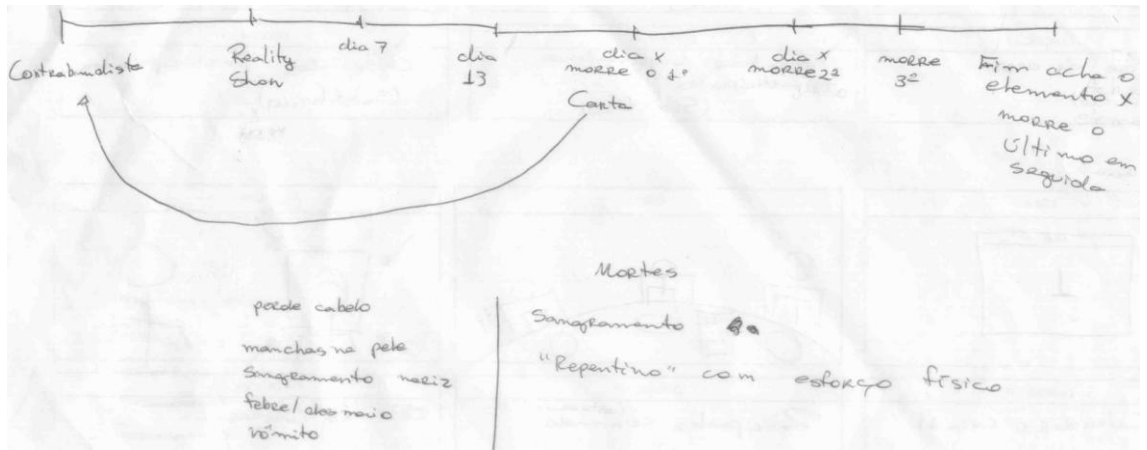 Contrabandista
Reality
Show
dia 7
dia
13
dia X
morre o 1º
Carta
dia X
morre 2º
morre
3º
Fim acha o
elemento X
morre o
último em
seguida
Mortes
perde cabelo
manchas na pele
Sangramento nariz
febre/desmaio
vômito
Sangramento
"Repentino" com esforço físico